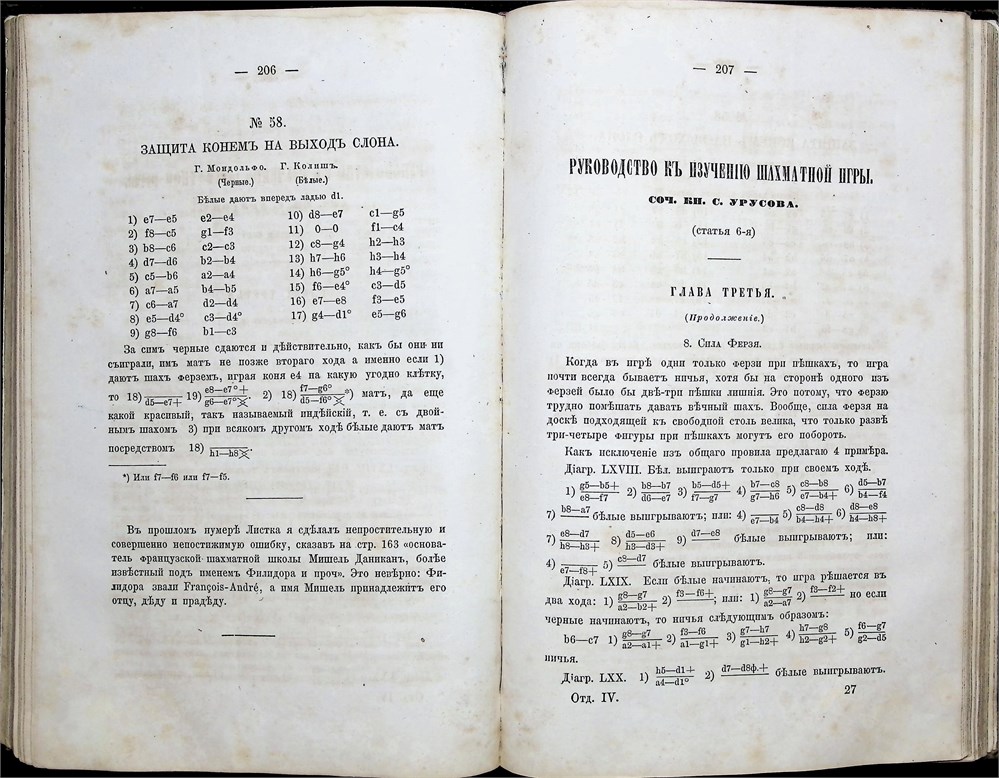 — 206 —
№ 58.
ЗАЩИТА КОНЕМЪ НА ВЫХОДЪ СЛОНА.
Г. Мондольфо. Г. Колишъ.
(Черные.) (Бѣлые.)
Бѣлые даютъ впередъ ладью d1.
1) e7—e5 e2—e4 10) d8—e7 c1—g5
2) f8—c5 g1—f3 11) 0—0 f1—c4
3) b8—c6 c2—c3 12) c8—g4 h2—h3
4) d7—d6 b2—b4 13) h7—h6 h3—h4
5) c5—b6 a2—a4 14) h6—g5° h4—g5°
6) a7—a5 b4—b5 15) f6—e4° c3—d5
7) c6—a7 d2—d4 16) e7—e8 f3—e5
8) e5—d4° c3—d4° 17) g4—d1° e5—g6
9) g8—f6 b1—c3
За симъ черные сдаются и дѣйствительно, какъ бы они ни
съиграли, имъ матъ не позже втораго хода а именно если 1)
даютъ шахъ ферземъ, играя коня e4 на какую угодно клѣтку,
то 18) d5—e7+ 19) e8—e7°+ g6—e7°X. 2) 18) f7—g6° d5—f6°X *) матъ, да еще
какой красивый, такъ называемый индѣйскій, т. е. съ двой-
нымъ шахомъ 3) при всякомъ другомъ ходѣ бѣлые даютъ матъ
посредствомъ 18) h1—h8X.
*) Или f7—f6 или f7—f5.
Въ прошломъ нумерѣ Листка я сдѣлалъ непростительную и
совершенно непостижимую ошибку, сказавъ на стр. 163 «основа-
тель французской шахматной школы Мишель Даниканъ, болѣе
извѣстный подъ именемъ Филидора и проч». Это невѣрно: Фи-
лидора звали François-André, а имя Мишель принадлежитъ его
отцу, дѣду и прадѣду.
— 207 —
РУКОВОДСТВО КЪ ИЗУЧЕНІЮ ШАХМАТНОЙ ИГРЫ.
СОЧ. КН. С. УРУСОВА.
(статья 6-я)
ГЛАВА ТРЕТЬЯ.
(Продолженіе.)
8. Сила Ферзя.
Когда въ игрѣ одни только ферзи при пѣшкахъ, то игра
почти всегда бываетъ ничья, хотя бы на сторонѣ одного изъ
ферзей было бы двѣ-три пѣшки лишнія. Это потому, что ферзю
трудно помѣшать давать вѣчный шахъ. Вообще, сила ферзя на
доскѣ подходящей къ свободной столь велика, что только развѣ
три-четыре фигуры при пѣшкахъ могутъ его побороть.
Какъ исключеніе изъ общаго провила предлагаю 4 примѣра.
Діагр. LXVIII. Бѣл. выиграютъ только при своемъ ходѣ.
1) g5—b5+ e8—f7 2) b8—b7 d6—e7 3) b5—d5+ f7—g7 4) b7—c8 g7—h6 5) c8—b8 e7—b4+ 6) d5—b7 b4—f4
7) b8—a7 бѣлые выигрываютъ; или: 4) e7—b4 5) c8—d8 b4—h4+ 6) d8—e8 h4—h8+
7) e8—d7 h8—h3+ 8) d5—e6 h3—d3+ 9) d7—e8 бѣлые выигрываютъ; или:
4) e7—f8+ 5) c8—d7 бѣлые выигрываютъ.
Діагр. LXIX. Если бѣлые начинаютъ, то игра рѣшается въ
два хода: 1) g8—g7 a2—b2+ 2) f3—f6+; или: 1) g8—g7 a2—a7 2) f3—f2+ но если
черные начинаютъ, то ничья слѣдующимъ образомъ:
b6—c7 1) g8—g7 a2—a1+ 2) f3—f6 a1—g1+ 3) g7—h7 g1—h2+ 4) h7—g8 h2—g2+ 5) f6—g7 g2—d5
ничья.
Діагр. LXX. 1) h5—d1+ a4—d1° 2) d7—d8ф.+ бѣлые выигрываютъ.
Отд. IV. 27